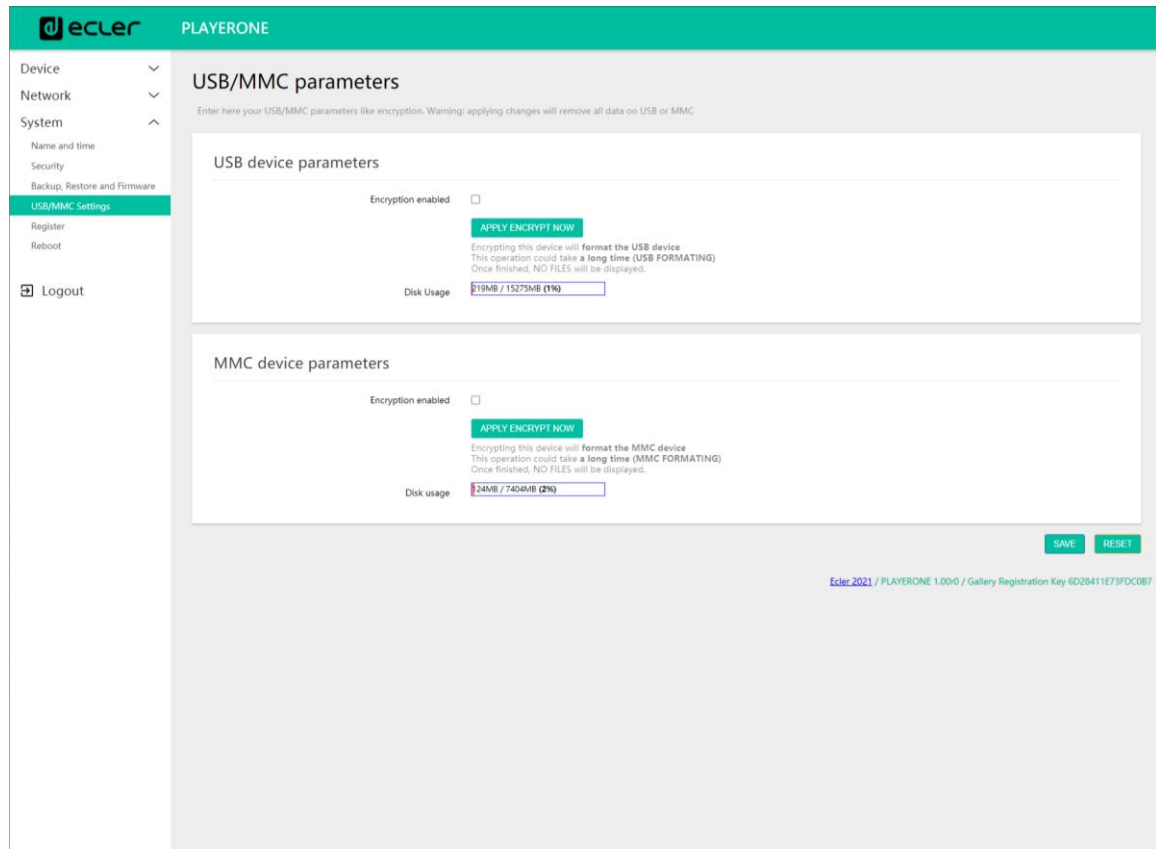 ecler
PLAYERONE
Device
Network
System
Name and time
Security
Backup, Restore and Firmware
USB/MMC Settings
Register
Reboot
Logout
USB/MMC parameters
Enter here your USB/MMC parameters like encryption. Warning: applying changes will remove all data on USB or MMC
USB device parameters
Encryption enabled
APPLY ENCRYPT NOW
Encrypting this device will format the USB device
This operation could take a long time (USB FORMATING)
Once finished, NO FILES will be displayed.
Disk Usage
219MB / 15275MB (1%)
MMC device parameters
Encryption enabled
APPLY ENCRYPT NOW
Encrypting this device will format the MMC device
This operation could take a long time (MMC FORMATING)
Once finished, NO FILES will be displayed.
Disk usage
124MB / 7404MB (2%)
SAVE
RESET
Ecler 2021 / PLAYERONE 1.00r0 / Gallery Registration Key 6D28411E73FDC0B7